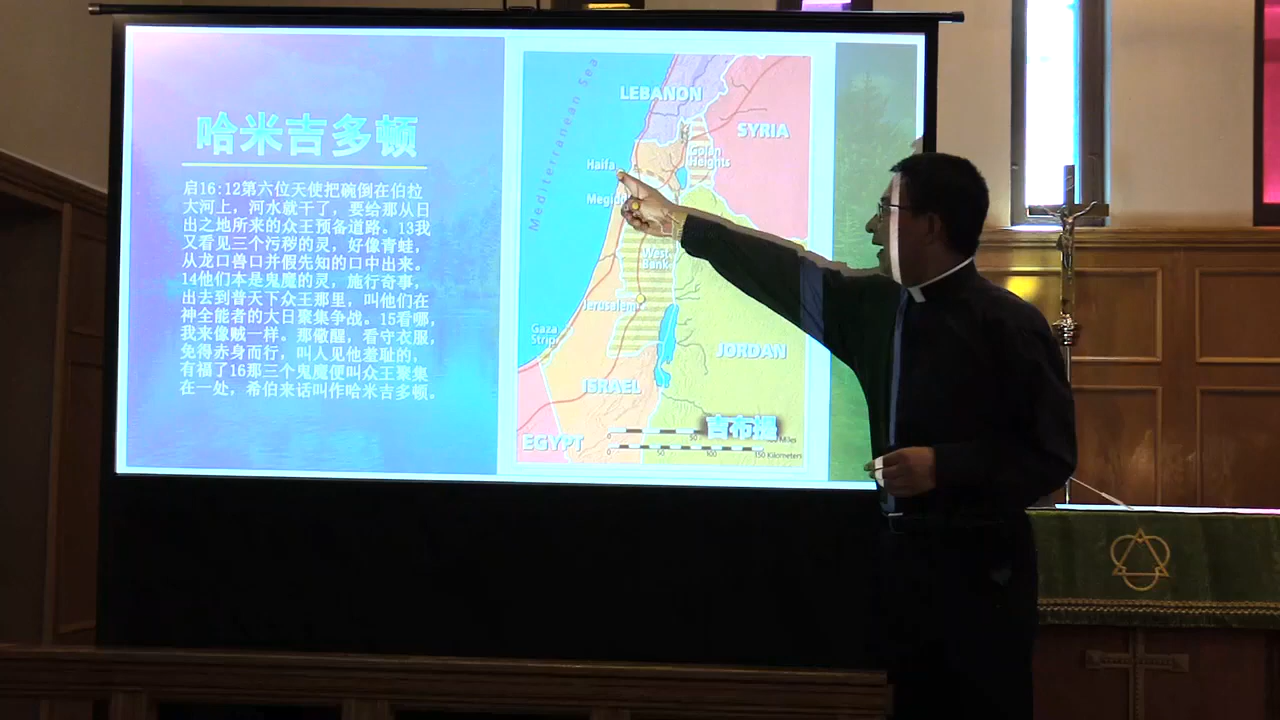 哈米吉多顿
启16:12第六位天使把碗倒在伯拉
大河上，河水就干了，要给那从日
出之地所来的众王预备道路。13我
又看见三个污秽的灵，好像青蛙，
从龙口兽口并假先知的口中出来。
14他们本是鬼魔的灵，施行奇事，
出去到普天下众王那里，叫他们在
神全能者的大日聚集争战。15看哪，
我来像贼一样。那儆醒，看守衣服，
免得赤身而行，叫人见他羞耻的，
有福了16那三个鬼魔便叫众王聚集
在一处，希伯来话叫作哈米吉多顿。
Mediterranean Sea
LEBANON
SYRIA
Golan
Heights
Haifa
West
Bank
Jerusalem
Gaza
Strip
JORDAN
ISRAEL
EGYPT
0 50 Miles
0 50 100 150 Kilometers